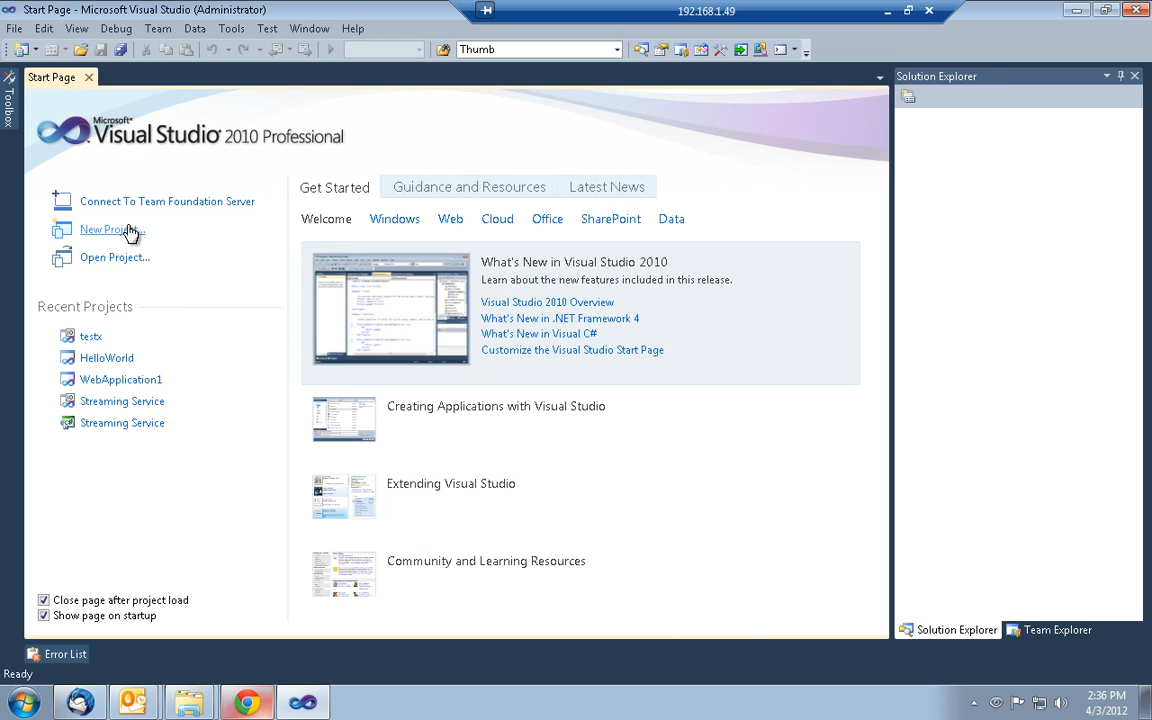 Start Page - Microsoft Visual Studio (Administrator)
192.168.1.49
File Edit View Debug Team Data Tools Test Window Help
Thumb
Toolbox
Start Page
Solution Explorer
Microsoft®
Visual Studio® 2010 Professional
Connect To Team Foundation Server
New Project...
Open Project...
Recent Projects
testx
HelloWorld
WebApplication1
Streaming Service
Streaming Service
Close page after project load
Show page on startup
Get Started Guidance and Resources Latest News
Welcome Windows Web Cloud Office SharePoint Data
What's New in Visual Studio 2010
Learn about the new features included in this release.
Visual Studio 2010 Overview
What's New in .NET Framework 4
What's New in Visual C#
Customize the Visual Studio Start Page
Creating Applications with Visual Studio
Extending Visual Studio
Community and Learning Resources
Solution Explorer Team Explorer
Error List
Ready
2:36 PM
4/3/2012